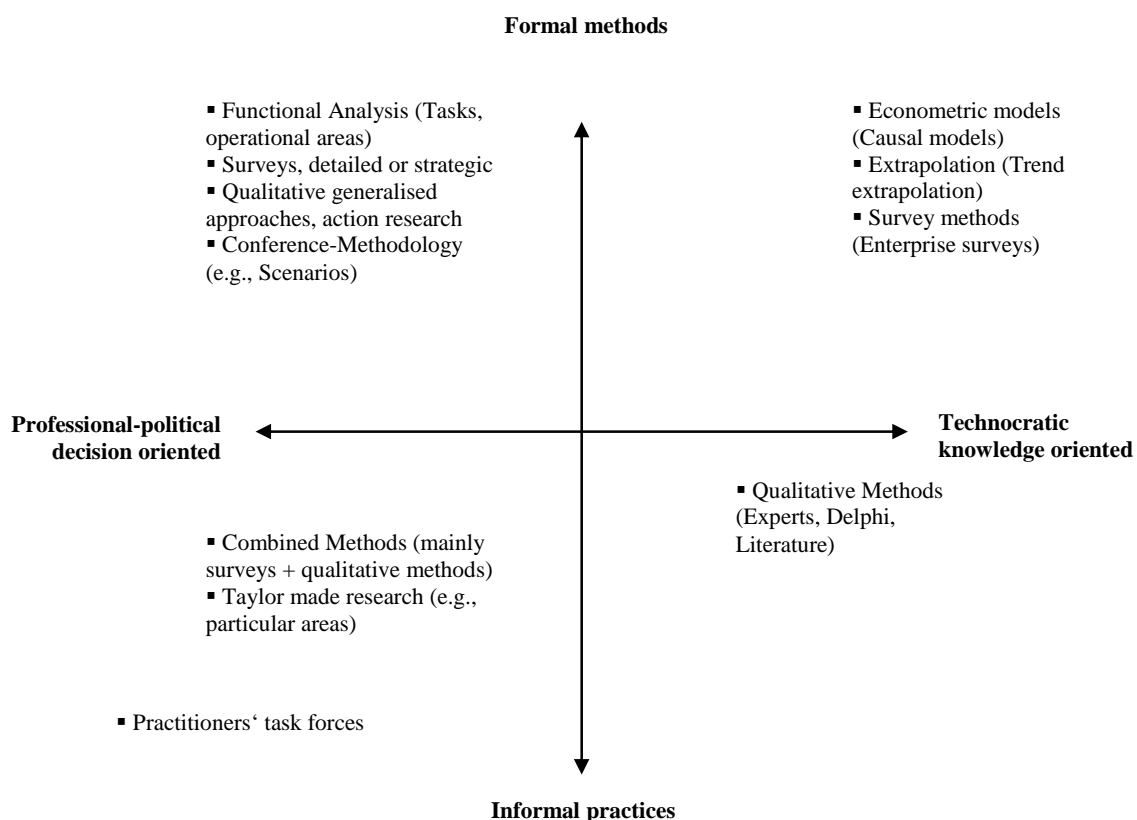 Formal methods
▪ Functional Analysis (Tasks,
operational areas)
▪ Surveys, detailed or strategic
▪ Qualitative generalised
approaches, action research
▪ Conference-Methodology
(e.g., Scenarios)
▪ Econometric models
(Causal models)
▪ Extrapolation (Trend
extrapolation)
▪ Survey methods
(Enterprise surveys)
Professional-political
decision oriented
Technocratic
knowledge oriented
▪ Qualitative Methods
(Experts, Delphi,
Literature)
▪ Combined Methods (mainly
surveys + qualitative methods)
▪ Taylor made research (e.g.,
particular areas)
▪ Practitioners‘ task forces
Informal practices